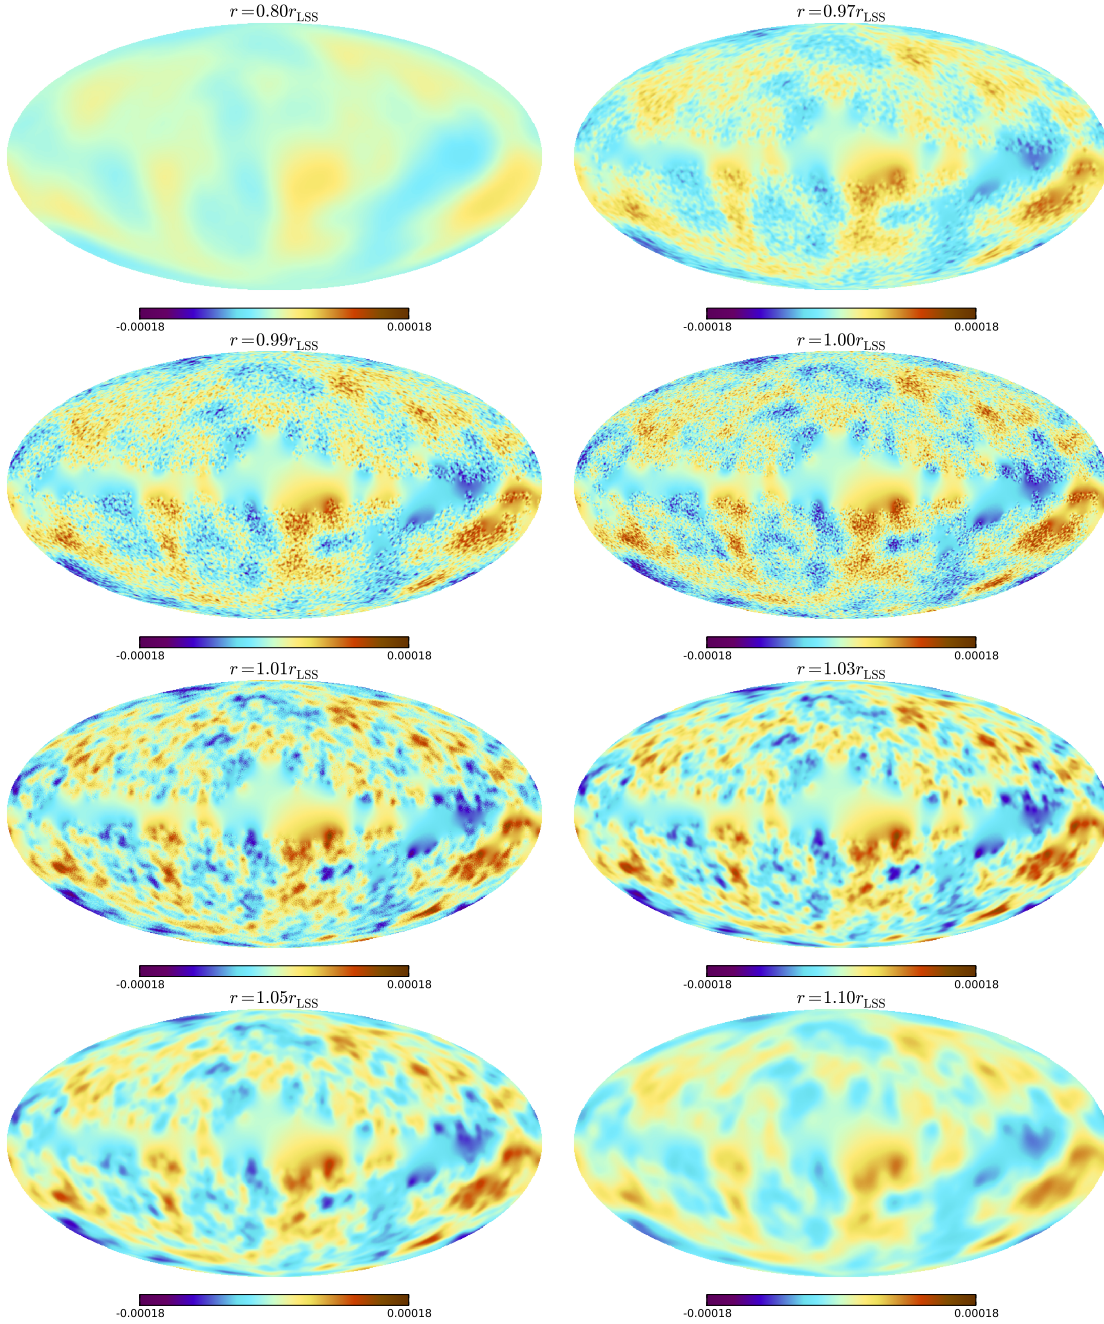 r = 0.80r_LSS
r = 0.97r_LSS
-0.00018 0.00018
-0.00018 0.00018
r = 0.99r_LSS
r = 1.00r_LSS
-0.00018 0.00018
-0.00018 0.00018
r = 1.01r_LSS
r = 1.03r_LSS
-0.00018 0.00018
-0.00018 0.00018
r = 1.05r_LSS
r = 1.10r_LSS
-0.00018 0.00018
-0.00018 0.00018